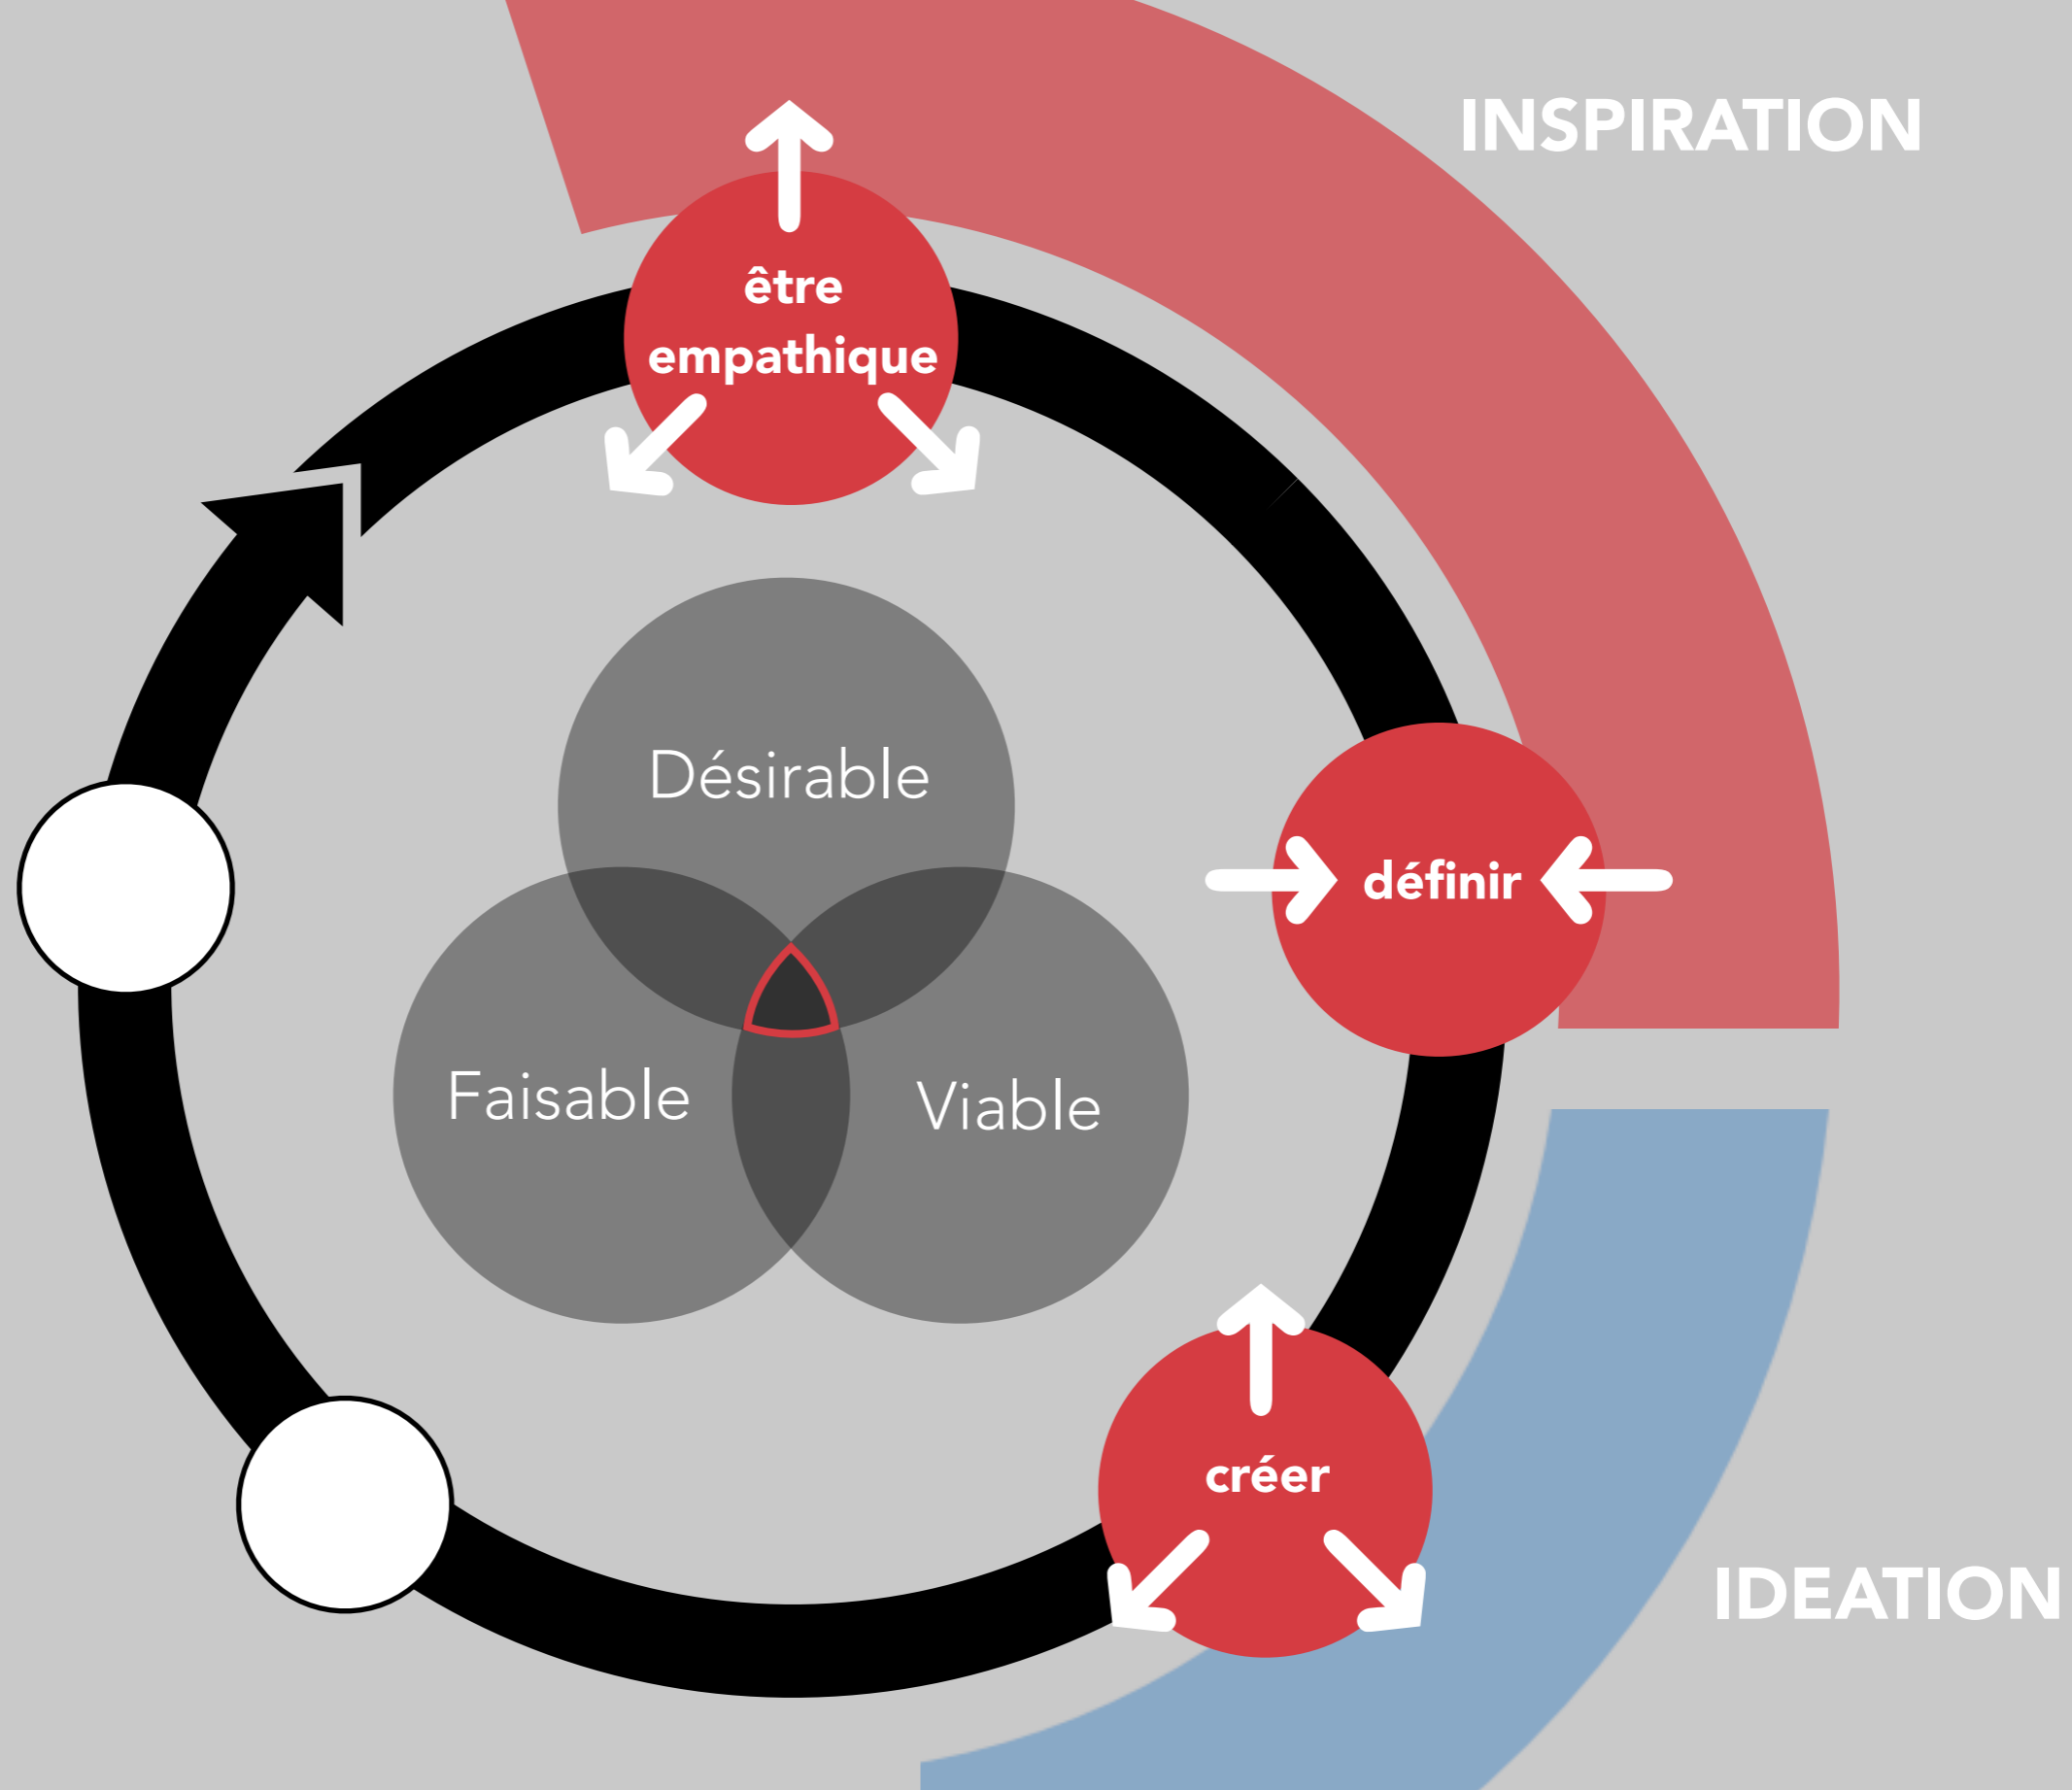 INSPIRATION
être
empathique
Désirable
définir
Faisable
Viable
créer
IDEATION